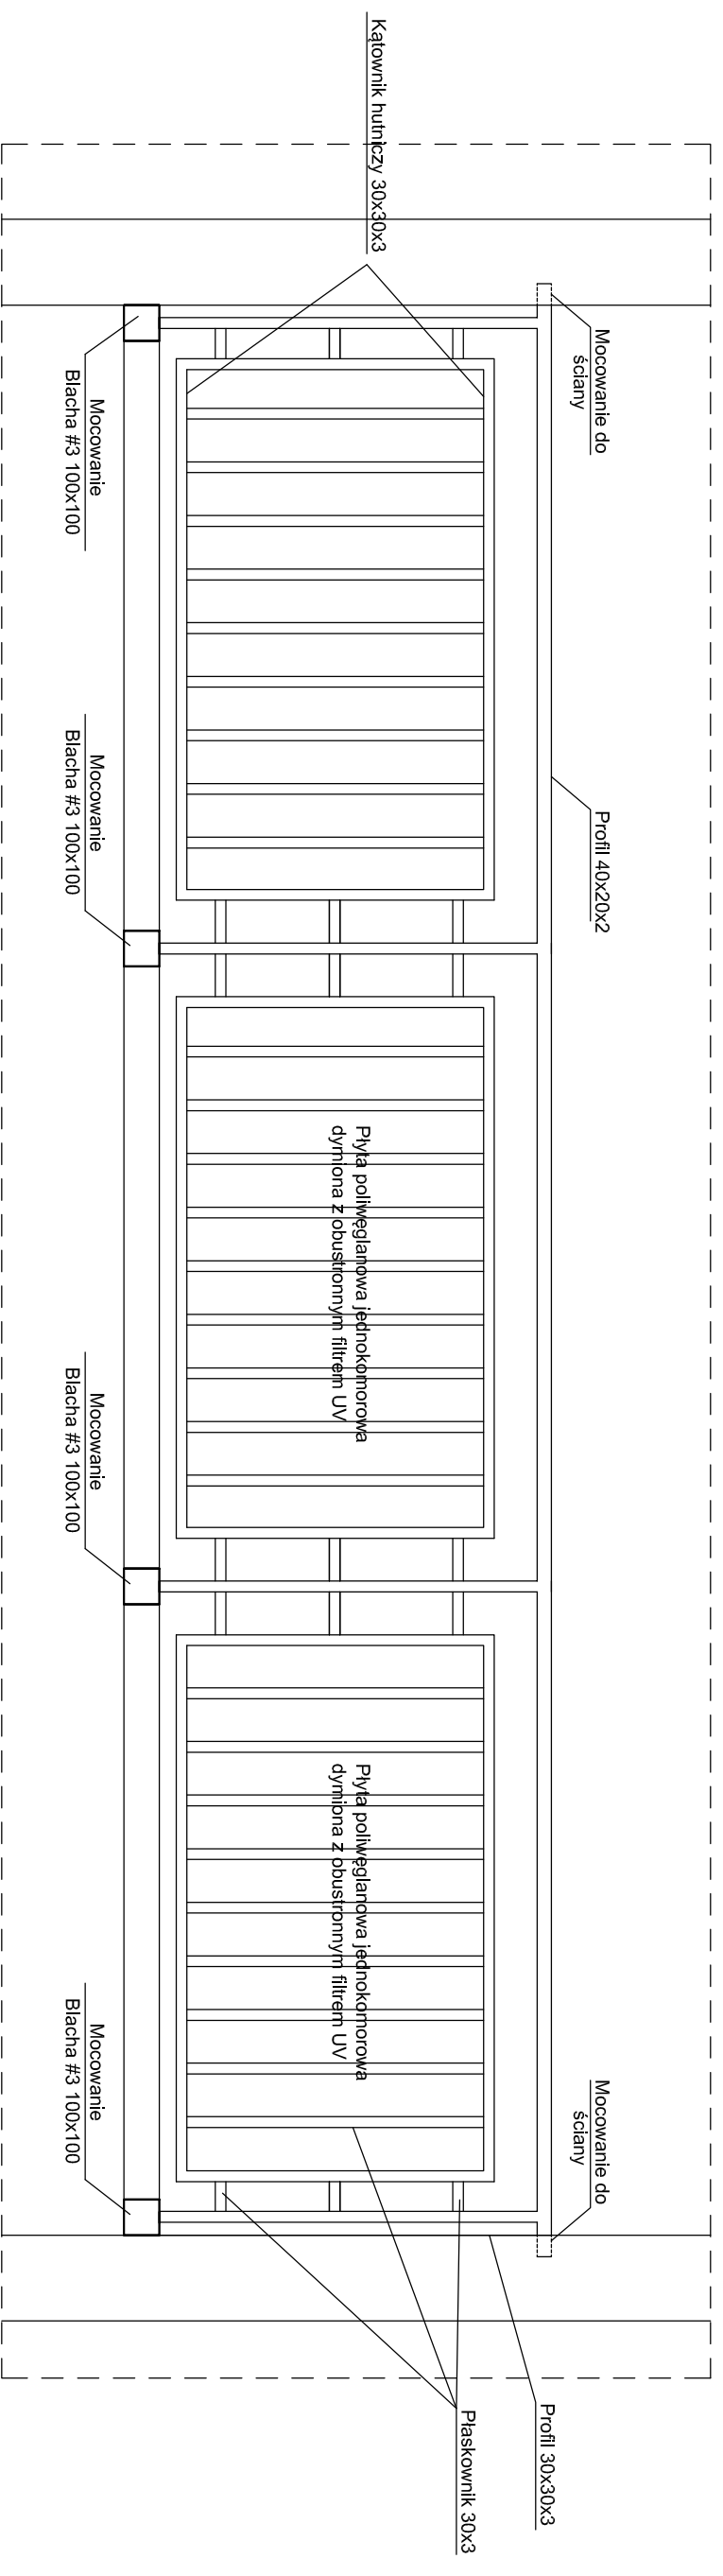 Kątownik hutniczy 30x30x3
Mocowanie do
ściany
Profil 40x20x2
Mocowanie do
ściany
Profil 30x30x3
Płaskownik 30x3
Płyta poliwęglanowa jednokomorowa
dymiona z obustronnym filtrem UV
Płyta poliwęglanowa jednokomorowa
dymiona z obustronnym filtrem UV
Mocowanie
Blacha #3 100x100
Mocowanie
Blacha #3 100x100
Mocowanie
Blacha #3 100x100
Mocowanie
Blacha #3 100x100